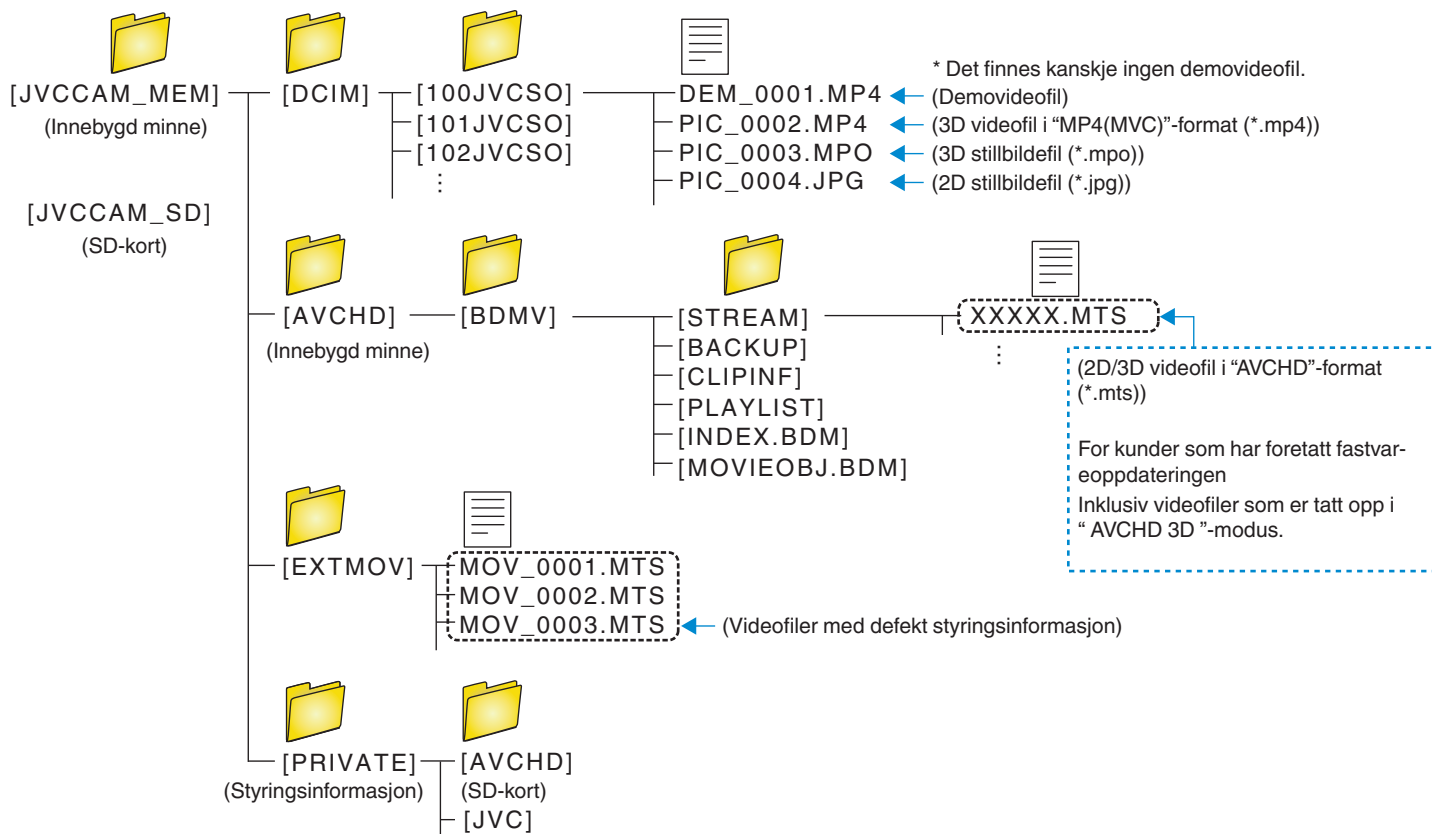 [JVCCAM_MEM]
(Innebygd minne)
[JVCCAM_SD]
(SD-kort)
[DCIM]
[100JVCSO]
[101JVCSO]
[102JVCSO]
⋮
DEM_0001.MP4
PIC_0002.MP4
PIC_0003.MPO
PIC_0004.JPG
* Det finnes kanskje ingen demovideofil.
(Demovideofil)
(3D videofil i “MP4(MVC)”-format (*.mp4))
(3D stillbildefil (*.mpo))
(2D stillbildefil (*.jpg))
[AVCHD]
(Innebygd minne)
[BDMV]
[STREAM]
[BACKUP]
[CLIPINF]
[PLAYLIST]
[INDEX.BDM]
[MOVIEOBJ.BDM]
XXXXX.MTS
⋮
(2D/3D videofil i “AVCHD”-format
(*.mts))
For kunder som har foretatt fastvar-
eoppdateringen
Inklusiv videofiler som er tatt opp i
“ AVCHD 3D ”-modus.
[EXTMOV]
MOV_0001.MTS
MOV_0002.MTS
MOV_0003.MTS
(Videofiler med defekt styringsinformasjon)
[PRIVATE]
(Styringsinformasjon)
[AVCHD]
(SD-kort)
[JVC]